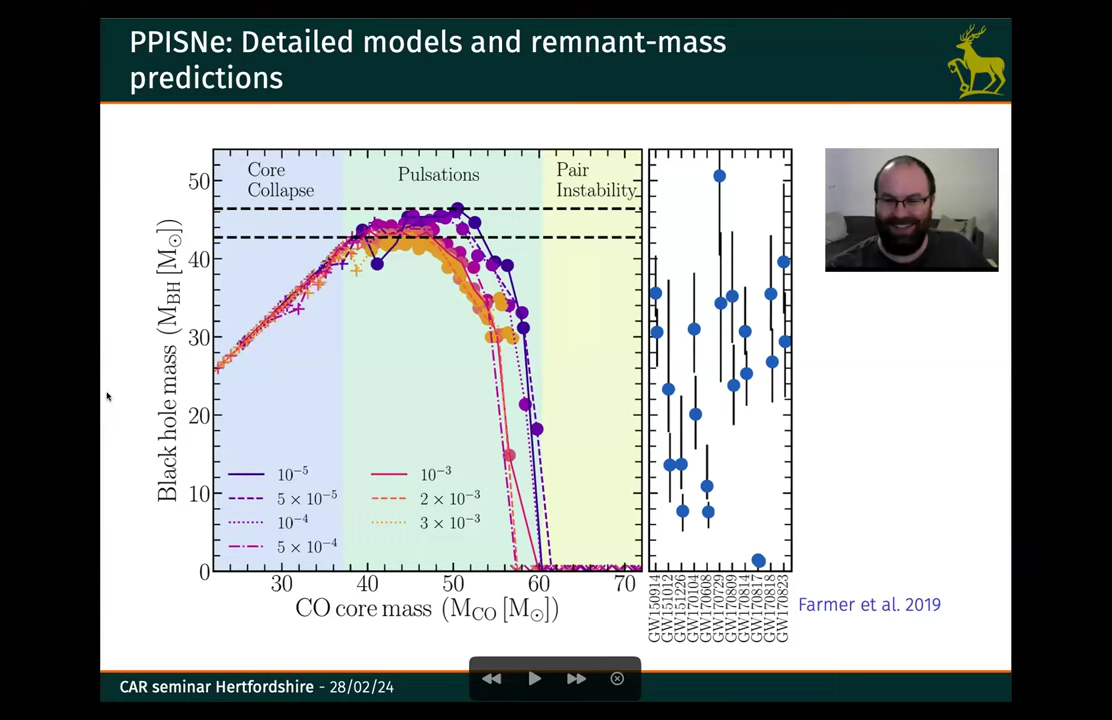 PPISNe: Detailed models and remnant-mass
predictions
Core
Collapse
Pulsations
Pair
Instability
50
40
30
20
10
0
Black hole mass (M_BH [M⊙])
10⁻⁵
5 × 10⁻⁵
10⁻⁴
5 × 10⁻⁴
10⁻³
2 × 10⁻³
3 × 10⁻³
30 40 50 60 70
CO core mass (M_CO [M⊙])
GW150914
GW151012
GW151226
GW170104
GW170608
GW170729
GW170809
GW170814
GW170817
GW170818
GW170823
Farmer et al. 2019
CAR seminar Hertfordshire - 28/02/24